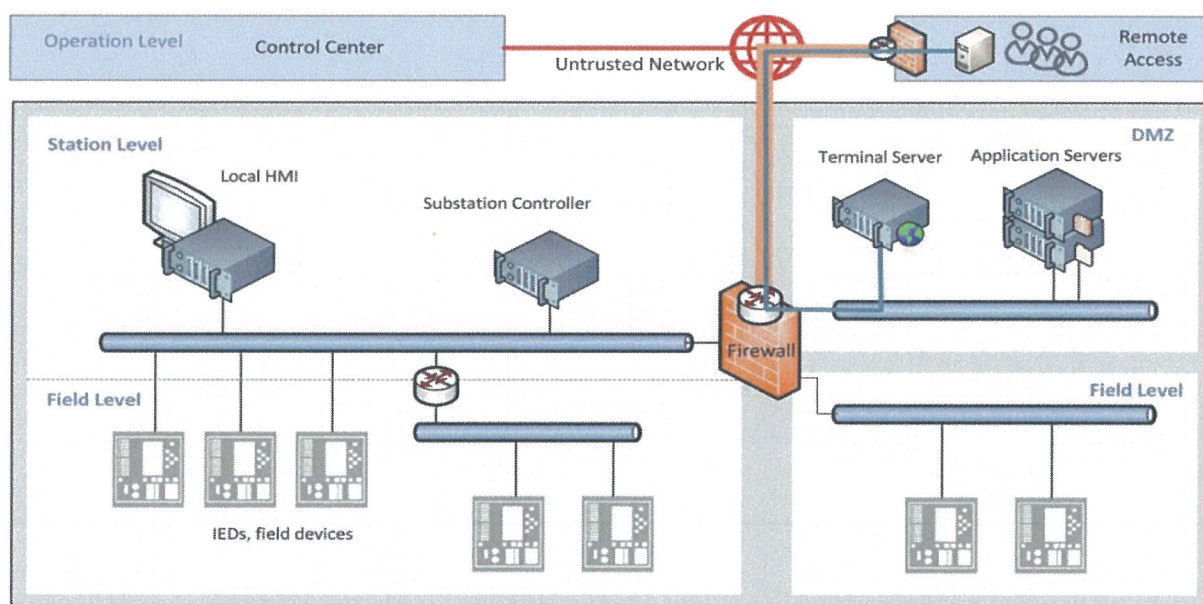 Operation Level
Control Center
Untrusted Network
Remote
Access
Station Level
Local HMI
Substation Controller
DMZ
Terminal Server
Application Servers
Firewall
Field Level
IEDs, field devices
Field Level